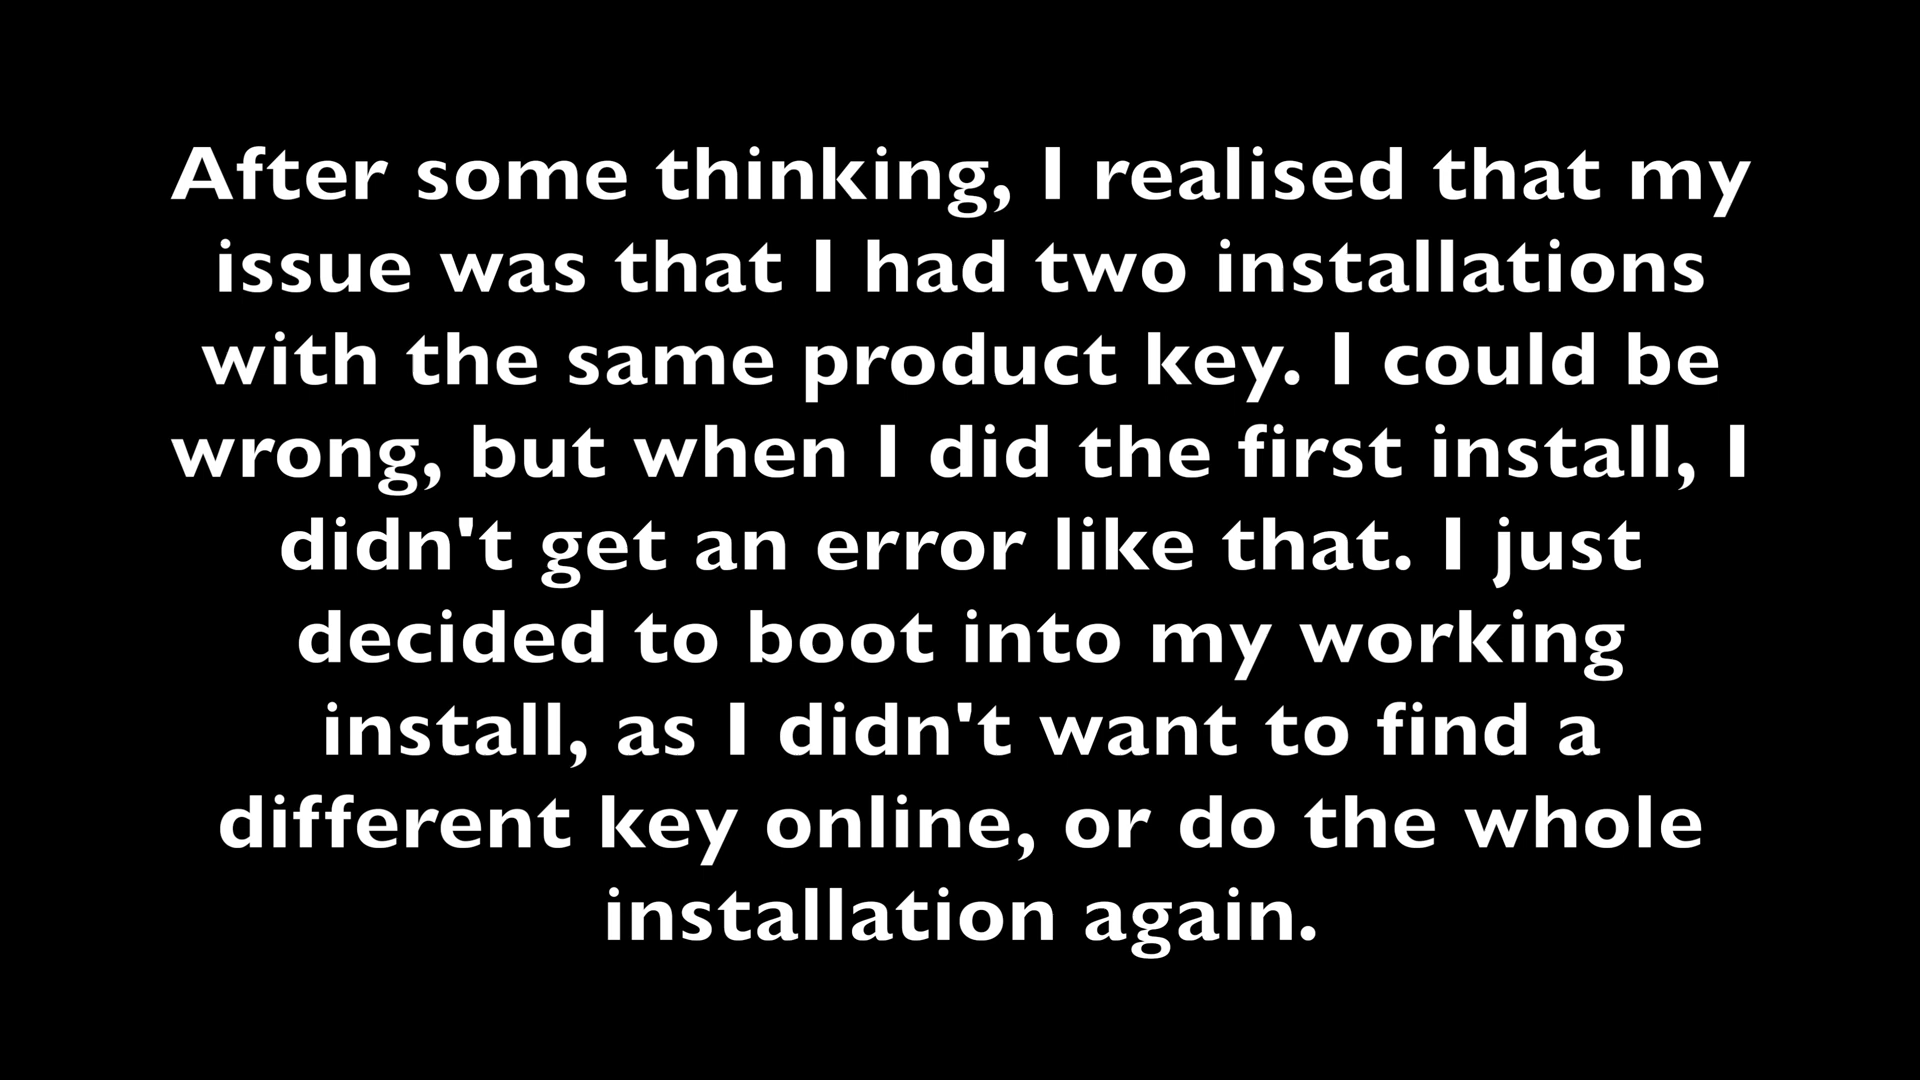 After some thinking, I realised that my
issue was that I had two installations
with the same product key. I could be
wrong, but when I did the first install, I
didn't get an error like that. I just
decided to boot into my working
install, as I didn't want to find a
different key online, or do the whole
installation again.